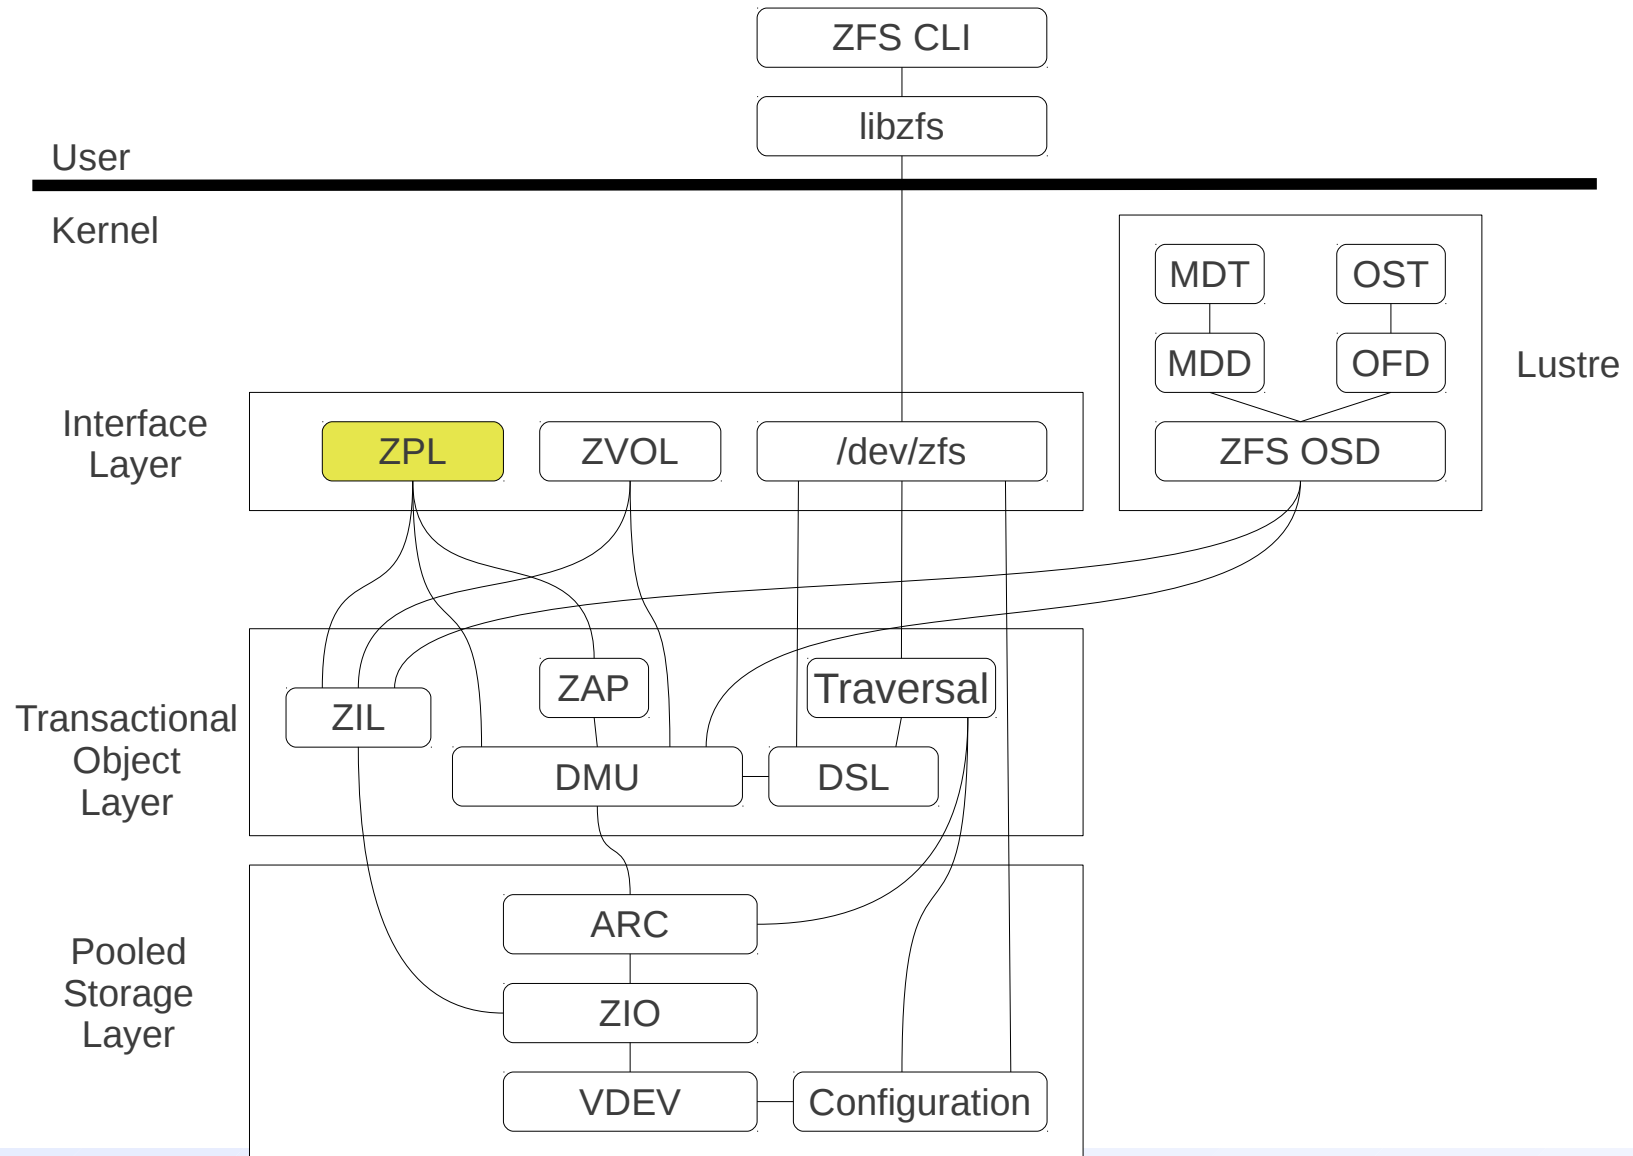 ZFS CLI
libzfs
User
Kernel
MDT
OST
MDD
OFD
Lustre
Interface
Layer
ZPL
ZVOL
/dev/zfs
ZFS OSD
Transactional
Object
Layer
ZAP
Traversal
ZIL
DMU
DSL
Pooled
Storage
Layer
ARC
ZIO
VDEV
Configuration